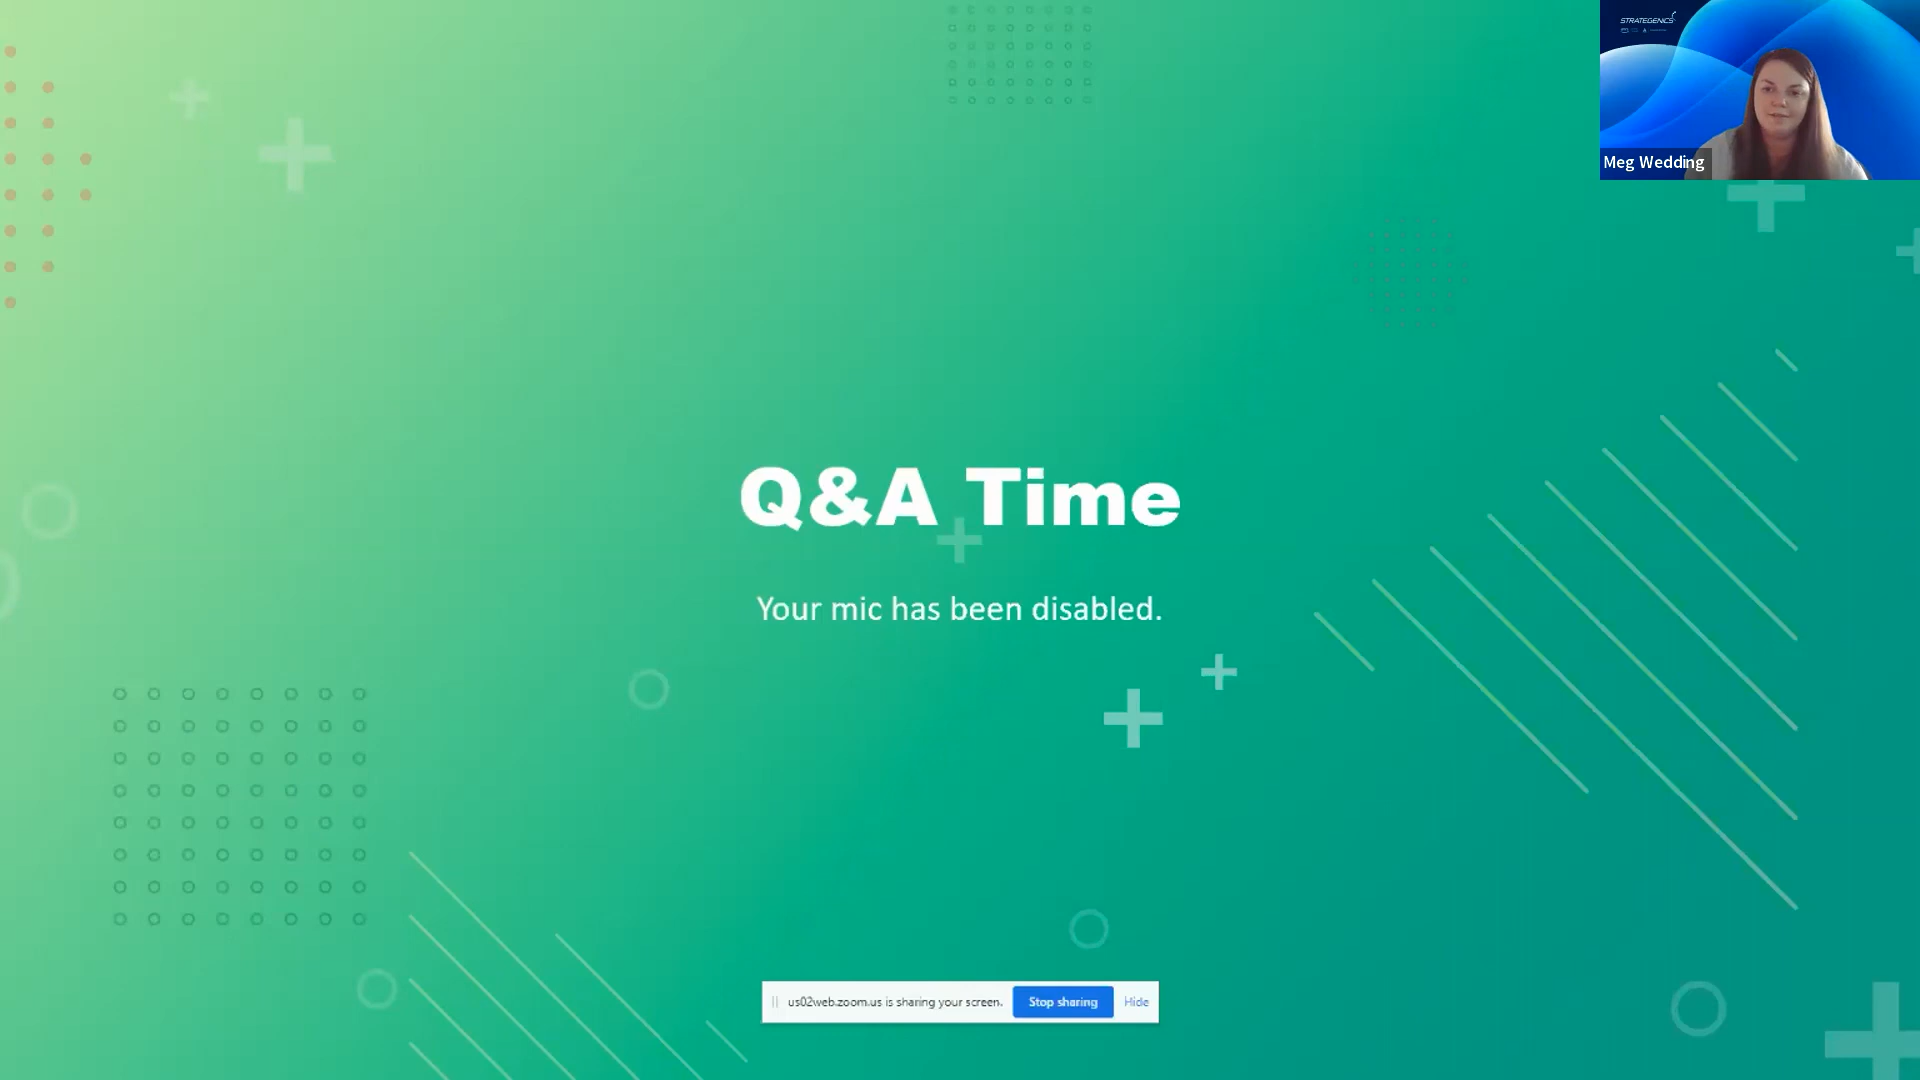 STRATEGENICS
Meg Wedding
Q&A Time
Your mic has been disabled.
us02web.zoom.us is sharing your screen. Stop sharing Hide